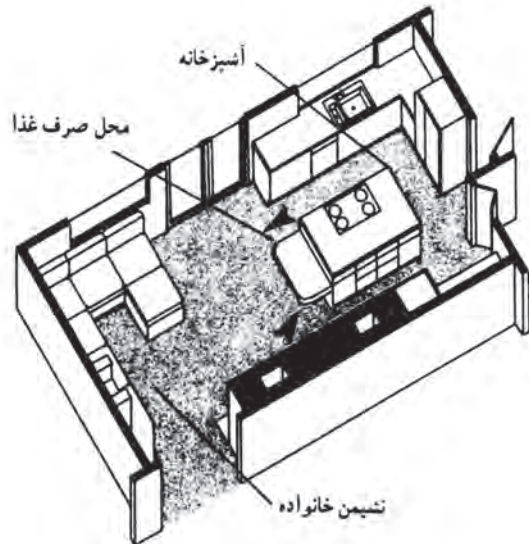 آشپزخانه
محل صرف غذا
نشیمن خانواده